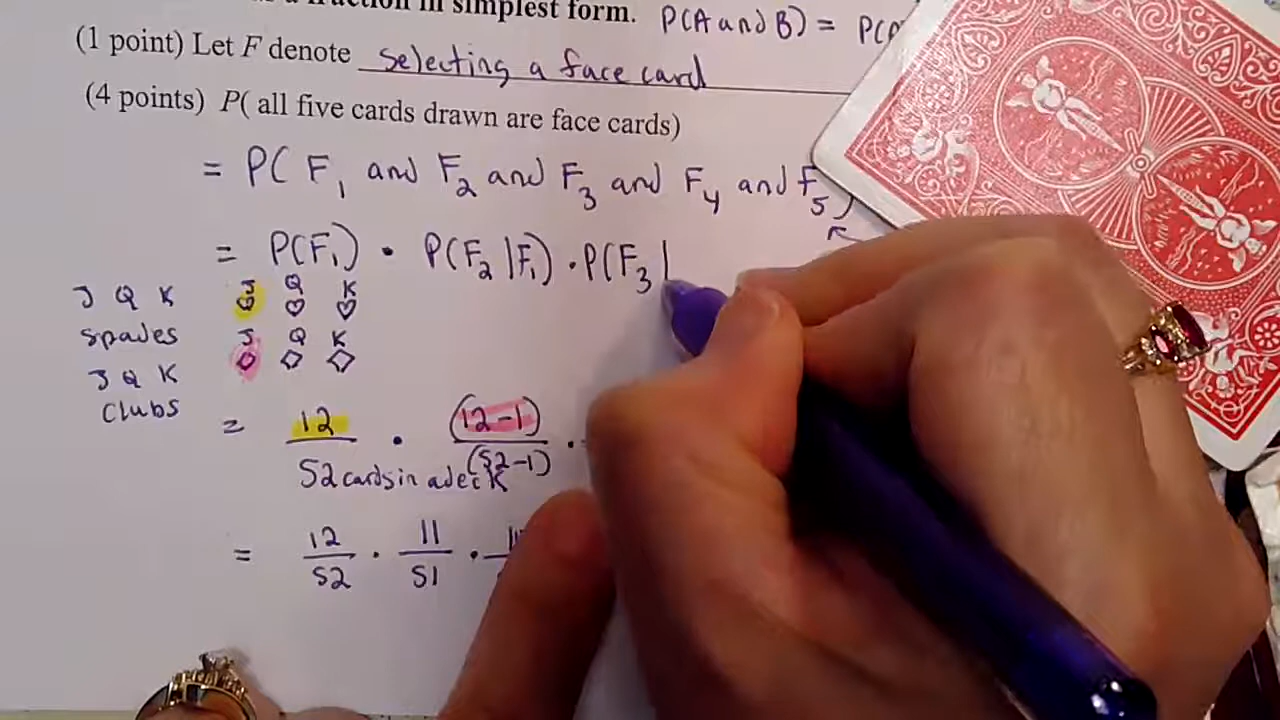 in simplest form. P(A and B) =
(1 point) Let F denote selecting a face card
(4 points) P( all five cards drawn are face cards)
= P( F₁ and F₂ and F₃ and F₄ and F₅)
= P(F₁) · P(F₂|F₁) · P(F₃|
J Q K J Q K
♡ ♡ ♡
spades J Q K
◇ ◇ ◇
J Q K
Clubs
= 12 · (12-1) ·
52 cards in a deck (52-1)
= 12 · 11 ·
52 51